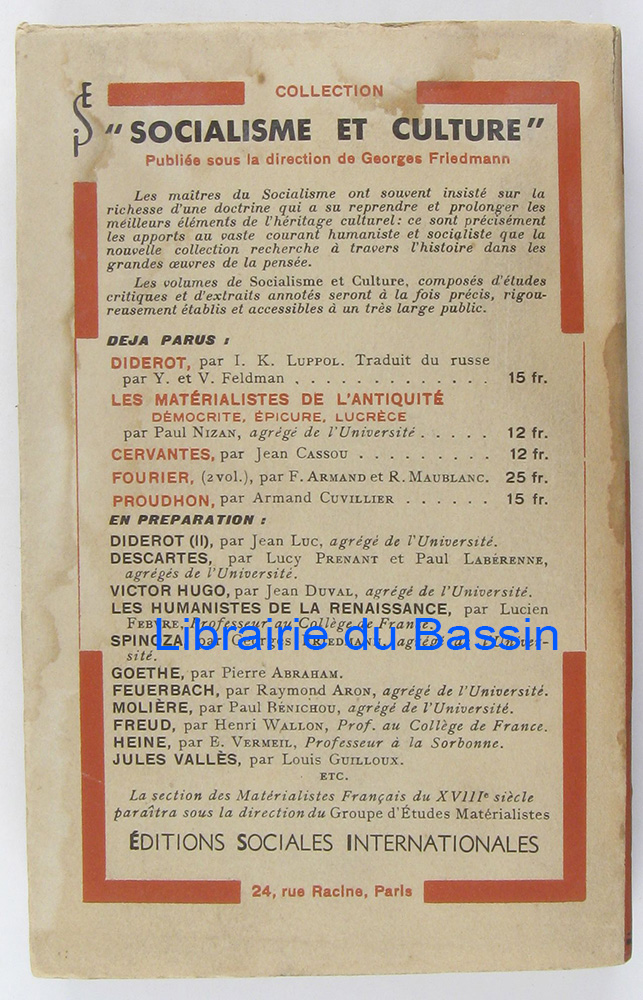 COLLECTION
ESI
"SOCIALISME ET CULTURE"
Publiée sous la direction de Georges Friedmann
Les maîtres du Socialisme ont souvent insisté sur la
richesse d'une doctrine qui a su reprendre et prolonger les
meilleurs éléments de l'héritage culturel: ce sont précisément
les apports au vaste courant humaniste et socialiste que la
nouvelle collection recherche à travers l'histoire dans les
grandes œuvres de la pensée.
Les volumes de Socialisme et Culture, composés d'études
critiques et d'extraits annotés seront à la fois précis, rigou-
reusement établis et accessibles à un très large public.
DEJA PARUS :
DIDEROT, par I. K. LUPPOL. Traduit du russe
par Y. et V. Feldman . . . . . . . . . . . . . 15 fr.
LES MATÉRIALISTES DE L'ANTIQUITÉ
DÉMOCRITE, ÉPICURE, LUCRÈCE
par Paul NIZAN, agrégé de l'Université . . . . . 12 fr.
CERVANTES, par Jean CASSOU . . . . . . . . . 12 fr.
FOURIER, (2 vol.), par F. ARMAND et R. MAUBLANC. 25 fr.
PROUDHON, par Armand CUVILLIER . . . . . . 15 fr.
EN PREPARATION :
DIDEROT (II), par Jean LUC, agrégé de l'Université.
DESCARTES, par Lucy PRENANT et Paul LABÉRENNE,
agrégés de l'Université.
VICTOR HUGO, par Jean DUVAL, agrégé de l'Université.
LES HUMANISTES DE LA RENAISSANCE, par Lucien
FEBVRE, Professeur au Collège de France.
Librairie du Bassin
SPINOZA, par Georges FRIEDMANN, agrégé de l'Univer-
sité.
GOETHE, par Pierre ABRAHAM.
FEUERBACH, par Raymond ARON, agrégé de l'Université.
MOLIÈRE, par Paul BÉNICHOU, agrégé de l'Université.
FREUD, par Henri WALLON, Prof. au Collège de France.
HEINE, par E. VERMEIL, Professeur à la Sorbonne.
JULES VALLÈS, par Louis GUILLOUX.
ETC.
La section des Matérialistes Français du XVIIIe siècle
paraîtra sous la direction du Groupe d'Études Matérialistes
ÉDITIONS SOCIALES INTERNATIONALES
24, rue Racine, Paris